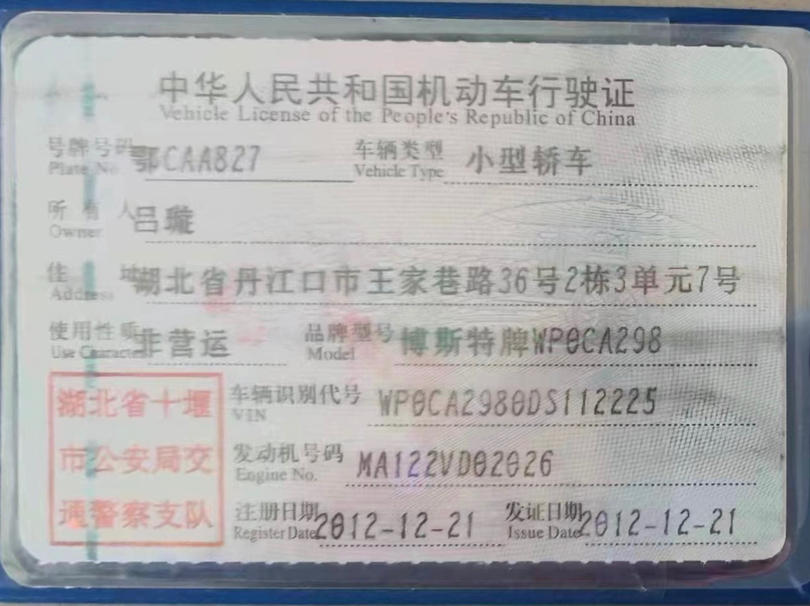 中华人民共和国机动车行驶证
Vehicle License of the People's Republic of China
号牌号码 鄂CAA827 车辆类型 小型轿车
Plate No. Vehicle Type
所有人 吕璇
Owner
住址 湖北省丹江口市王家巷路36号2栋3单元7号
Address
使用性质 非营运 品牌型号 博斯特牌WP0CA298
Use Character Model
湖北省十堰 车辆识别代号 WP0CA2980DS112225
VIN
市公安局交 发动机号码 MA122VD02026
Engine No.
通警察支队 注册日期 2012-12-21 发证日期 2012-12-21
Register Date Issue Date